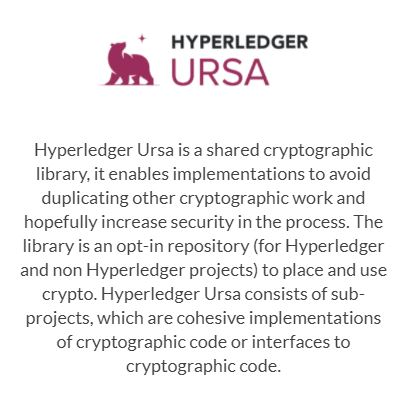 HYPERLEDGER
URSA
Hyperledger Ursa is a shared cryptographic
library, it enables implementations to avoid
duplicating other cryptographic work and
hopefully increase security in the process. The
library is an opt-in repository (for Hyperledger
and non Hyperledger projects) to place and use
crypto. Hyperledger Ursa consists of sub-
projects, which are cohesive implementations
of cryptographic code or interfaces to
cryptographic code.